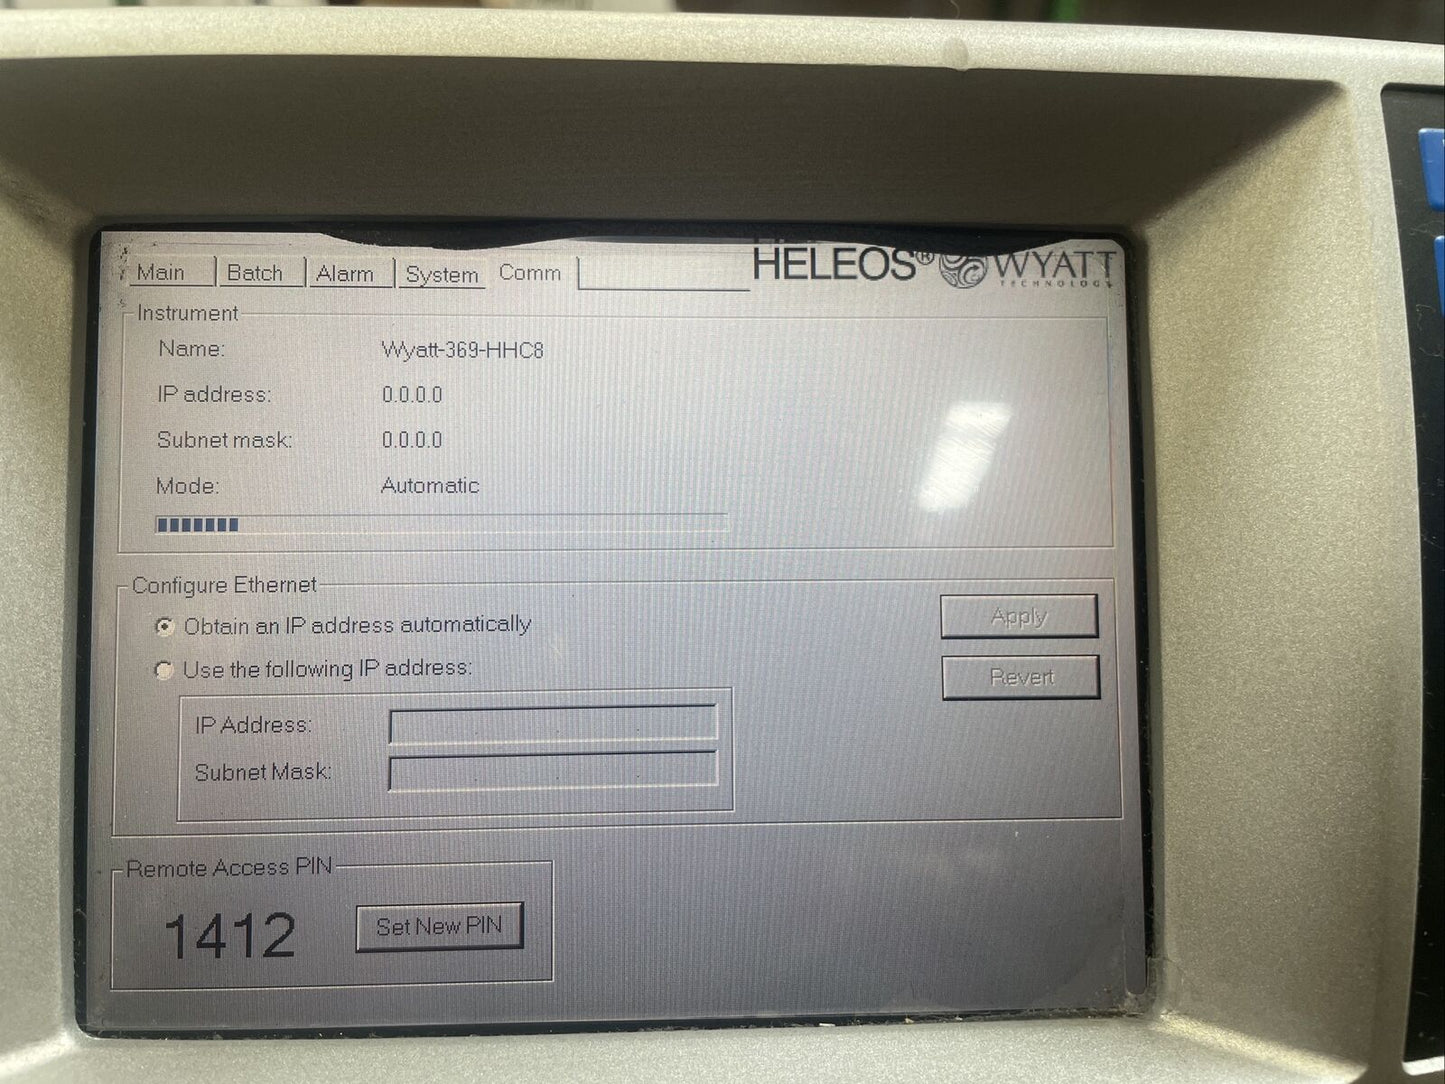 Main Batch Alarm System Comm HELEOS® WYATT
TECHNOLOGY
Instrument
Name: Wyatt-369-HHC8
IP address: 0.0.0.0
Subnet mask: 0.0.0.0
Mode: Automatic
Configure Ethernet
Obtain an IP address automatically
Apply
Use the following IP address:
Revert
IP Address:
Subnet Mask:
Remote Access PIN
1412 Set New PIN